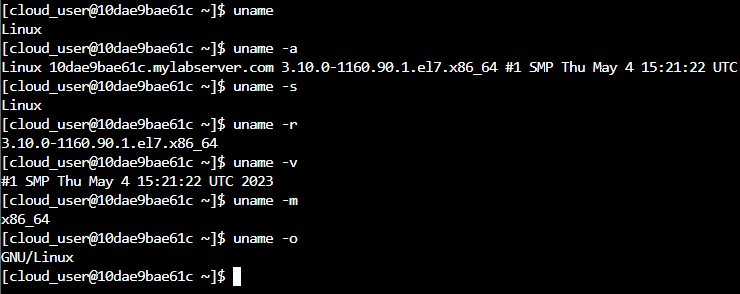 [cloud_user@10dae9bae61c ~]$ uname
Linux
[cloud_user@10dae9bae61c ~]$ uname -a
Linux 10dae9bae61c.mylabserver.com 3.10.0-1160.90.1.el7.x86_64 #1 SMP Thu May 4 15:21:22 UTC
[cloud_user@10dae9bae61c ~]$ uname -s
Linux
[cloud_user@10dae9bae61c ~]$ uname -r
3.10.0-1160.90.1.el7.x86_64
[cloud_user@10dae9bae61c ~]$ uname -v
#1 SMP Thu May 4 15:21:22 UTC 2023
[cloud_user@10dae9bae61c ~]$ uname -m
x86_64
[cloud_user@10dae9bae61c ~]$ uname -o
GNU/Linux
[cloud_user@10dae9bae61c ~]$